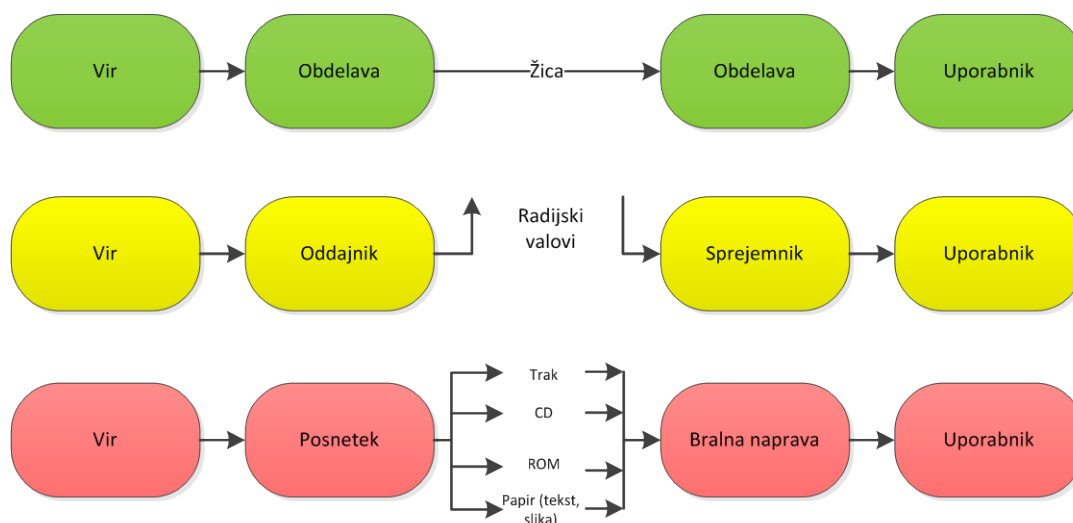 Vir
Obdelava
Žica
Obdelava
Uporabnik
Vir
Oddajnik
Radijski
valovi
Sprejemnik
Uporabnik
Vir
Posnetek
Trak
CD
ROM
Papir (tekst,
slika)
Bralna naprava
Uporabnik